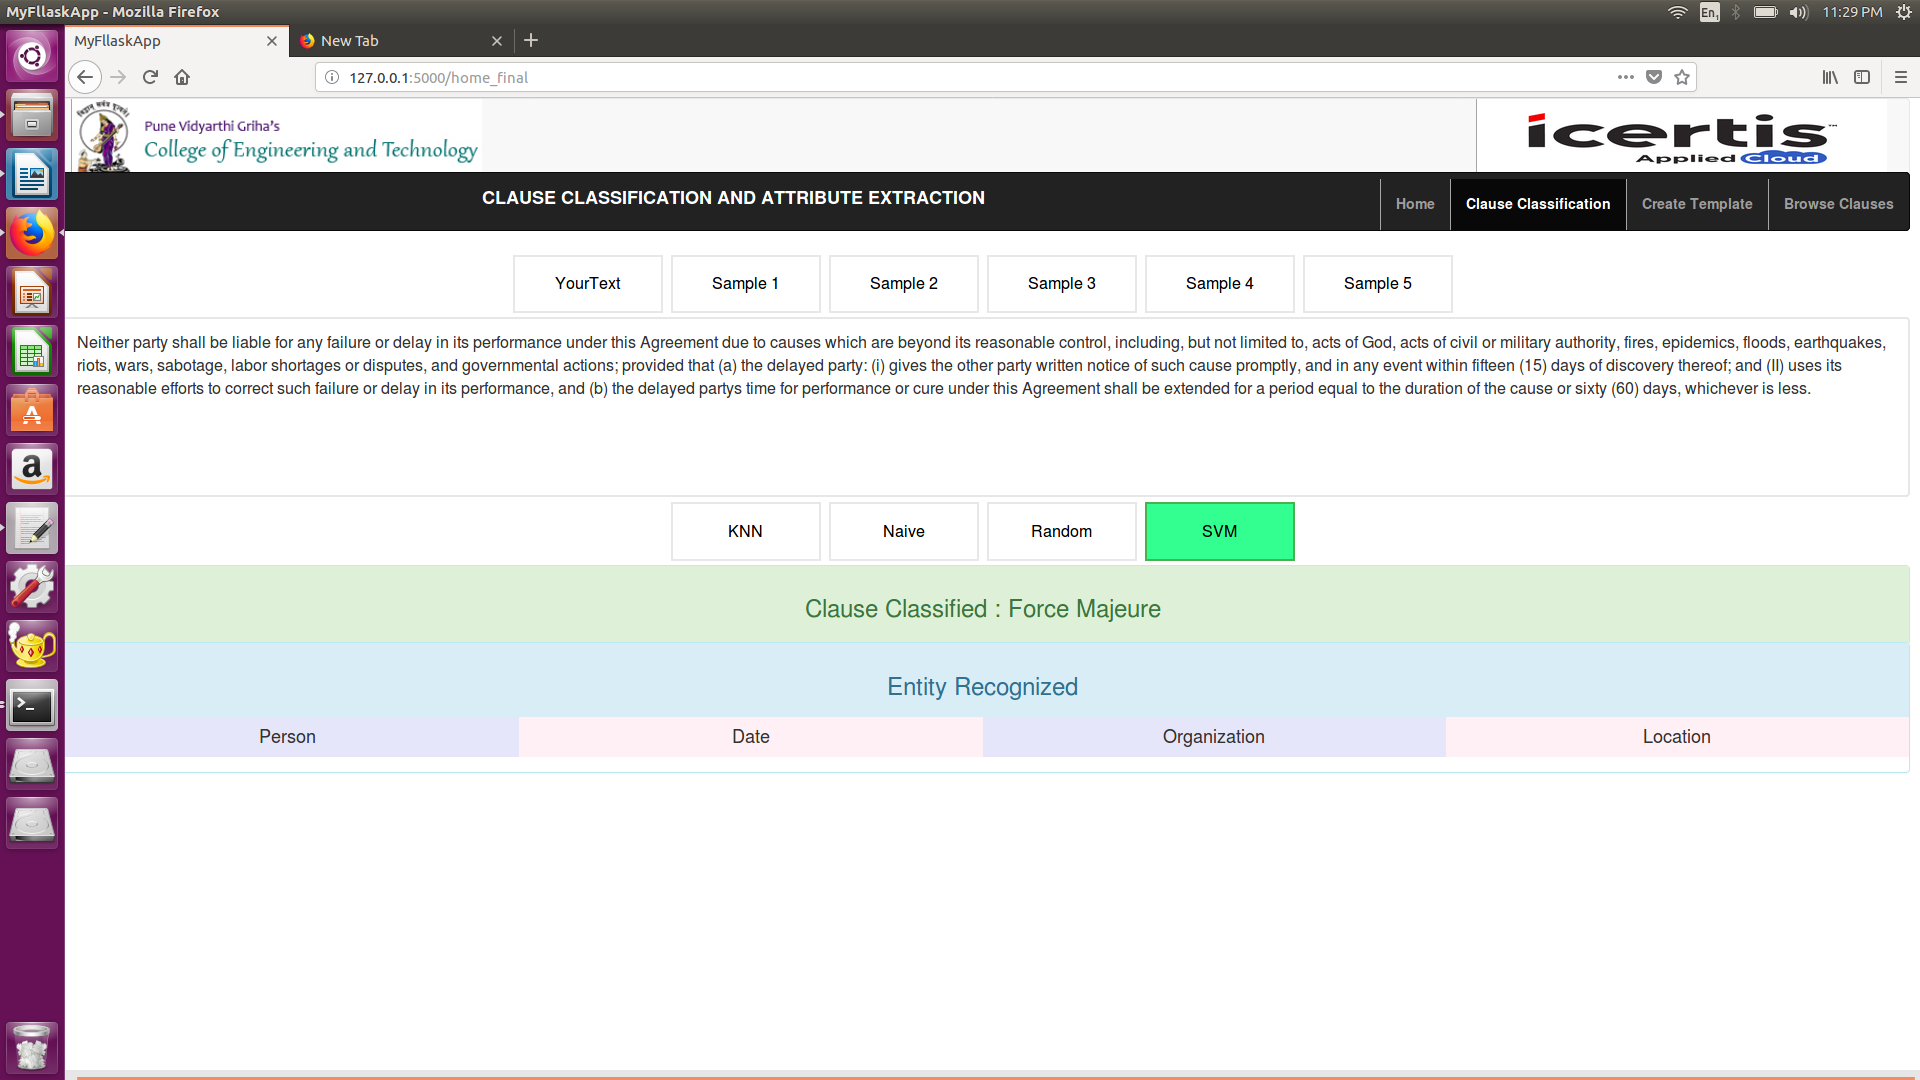 MyFllaskApp - Mozilla Firefox
En1
11:29 PM
MyFllaskApp
New Tab
127.0.0.1:5000/home_final
Pune Vidyarthi Griha's
College of Engineering and Technology
icertis™
Applied Cloud
CLAUSE CLASSIFICATION AND ATTRIBUTE EXTRACTION
Home
Clause Classification
Create Template
Browse Clauses
YourText
Sample 1
Sample 2
Sample 3
Sample 4
Sample 5
Neither party shall be liable for any failure or delay in its performance under this Agreement due to causes which are beyond its reasonable control, including, but not limited to, acts of God, acts of civil or military authority, fires, epidemics, floods, earthquakes,
riots, wars, sabotage, labor shortages or disputes, and governmental actions; provided that (a) the delayed party: (i) gives the other party written notice of such cause promptly, and in any event within fifteen (15) days of discovery thereof; and (II) uses its
reasonable efforts to correct such failure or delay in its performance, and (b) the delayed partys time for performance or cure under this Agreement shall be extended for a period equal to the duration of the cause or sixty (60) days, whichever is less.
KNN
Naive
Random
SVM
Clause Classified : Force Majeure
Entity Recognized
Person
Date
Organization
Location